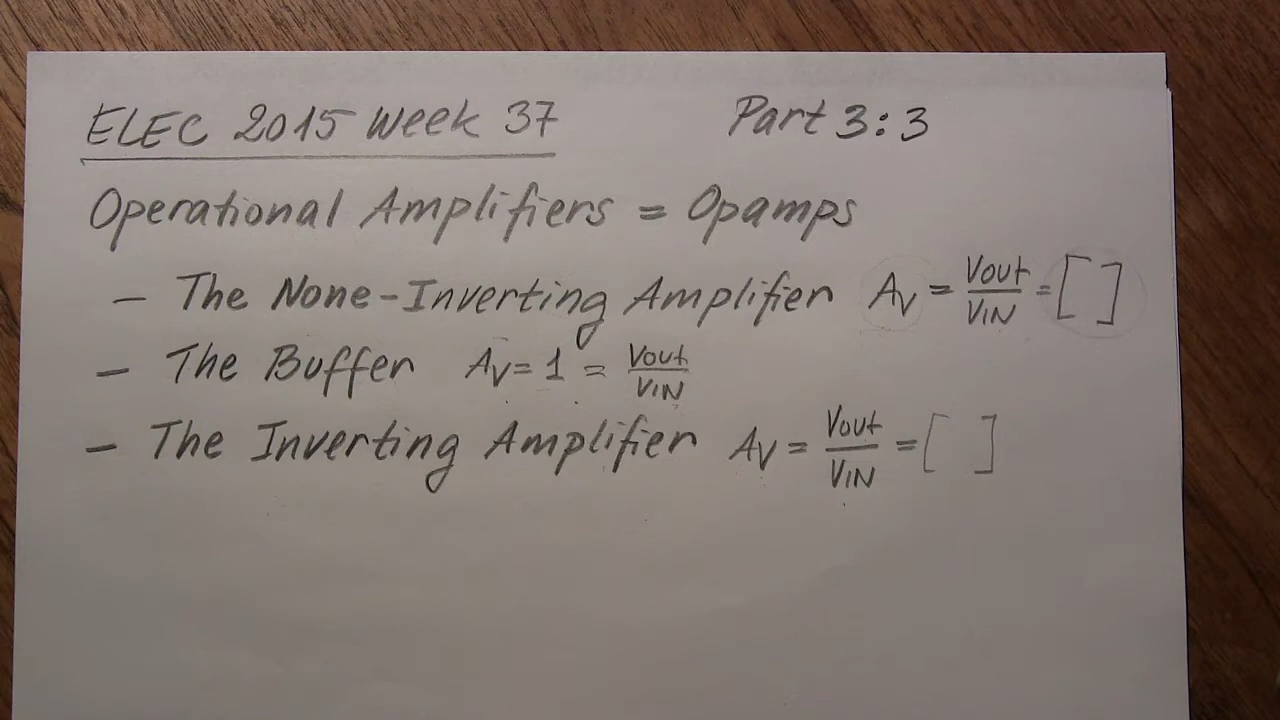 ELEC 2015 Week 37 Part 3:3
Operational Amplifiers = Opamps
- The None-Inverting Amplifier Av = Vout/VIN = [ ]
- The Buffer Av = 1 = Vout/VIN
- The Inverting Amplifier Av = Vout/VIN = [ ]